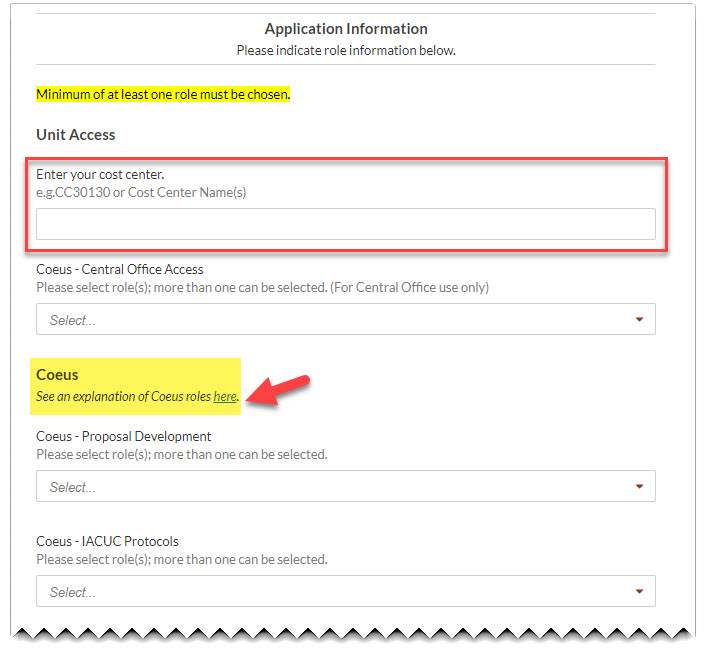 Application Information
Please indicate role information below.
Minimum of at least one role must be chosen.
Unit Access
Enter your cost center.
e.g.CC30130 or Cost Center Name(s)
Coeus - Central Office Access
Please select role(s); more than one can be selected. (For Central Office use only)
Select...
Coeus
See an explanation of Coeus roles here.
Coeus - Proposal Development
Please select role(s); more than one can be selected.
Select...
Coeus - IACUC Protocols
Please select role(s); more than one can be selected.
Select...